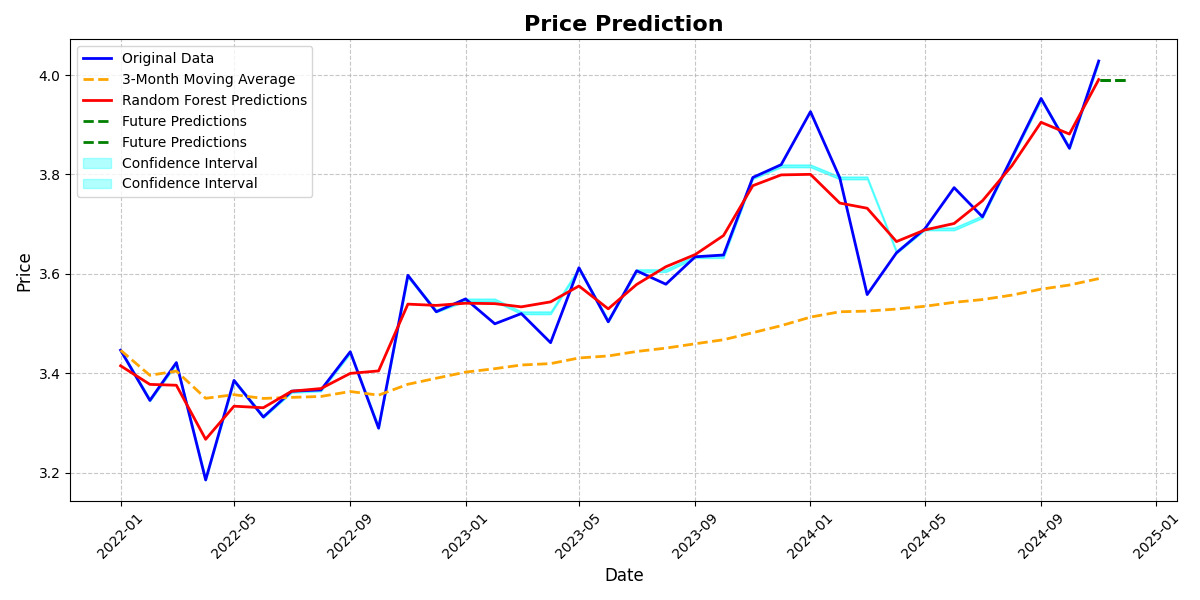 Price Prediction
Original Data
3-Month Moving Average
Random Forest Predictions
Future Predictions
Future Predictions
Confidence Interval
Confidence Interval
4.0
3.8
3.6
3.4
3.2
Price
2022-01
2022-05
2022-09
2023-01
2023-05
2023-09
2024-01
2024-05
2024-09
2025-01
Date